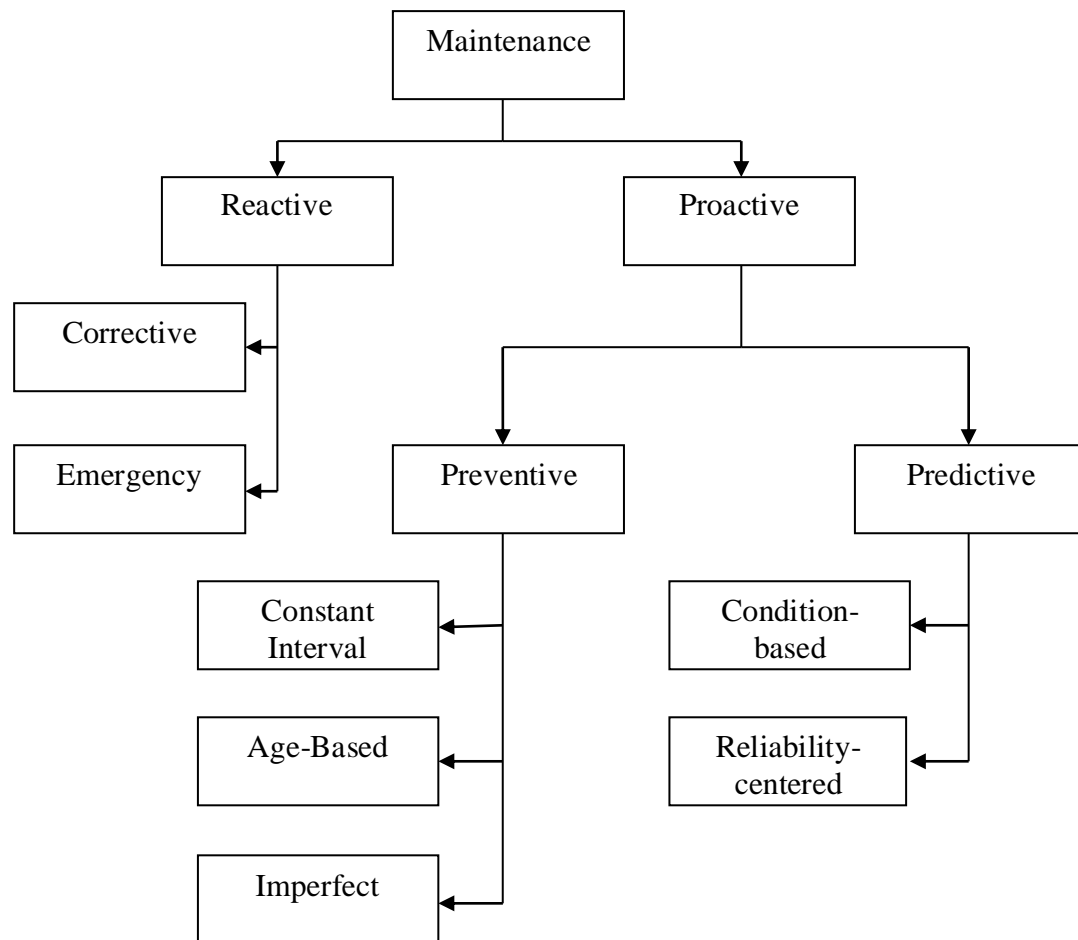 Maintenance
Reactive
Proactive
Corrective
Emergency
Preventive
Predictive
Constant
Interval
Condition-
based
Age-Based
Reliability-
centered
Imperfect